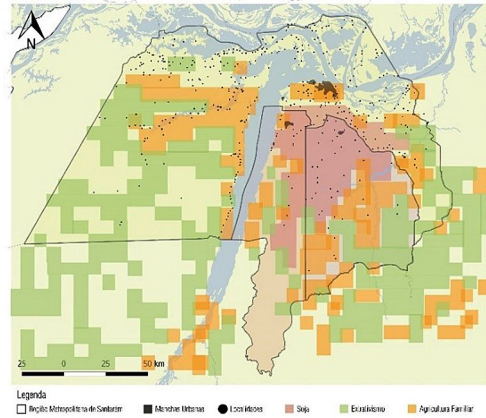 N
25 0 25 50 km
Legenda
Região Metropolitana de Santarém Manchas Urbanas Localidades Soja Extrativismo Agricultura Familiar